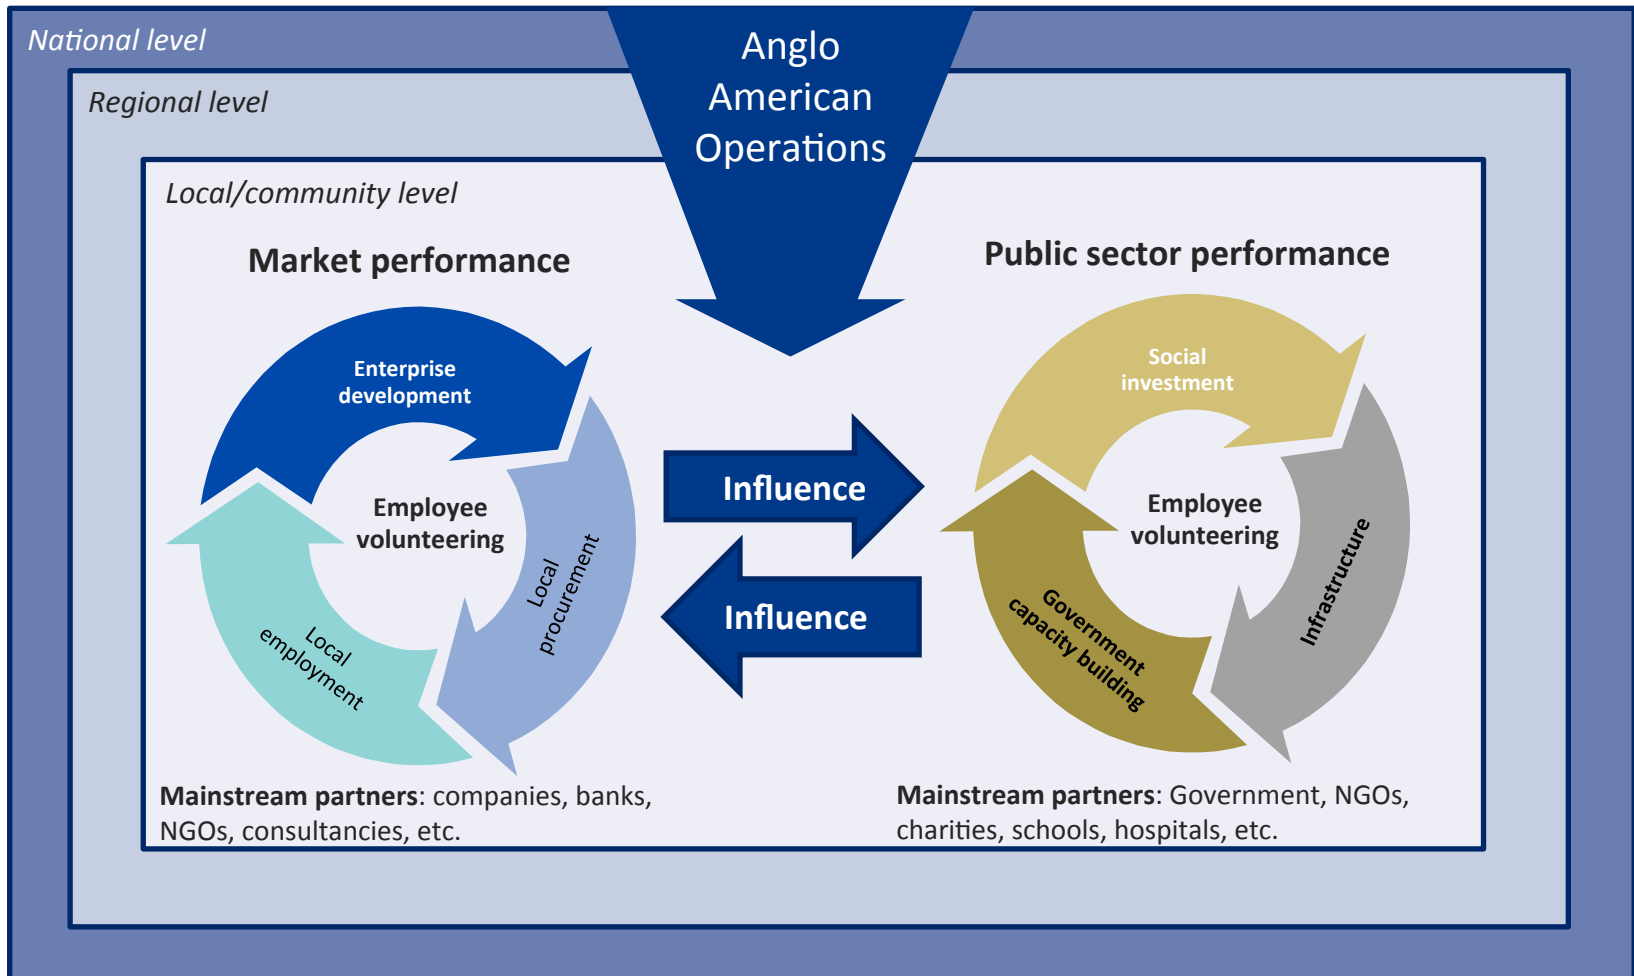 National level
Anglo
American
Operations
Regional level
Local/community level
Market performance
Enterprise
development
Local
procurement
Local
employment
Employee
volunteering
Mainstream partners: companies, banks,
NGOs, consultancies, etc.
Influence
Influence
Public sector performance
Social
investment
Infrastructure
Government
capacity building
Employee
volunteering
Mainstream partners: Government, NGOs,
charities, schools, hospitals, etc.